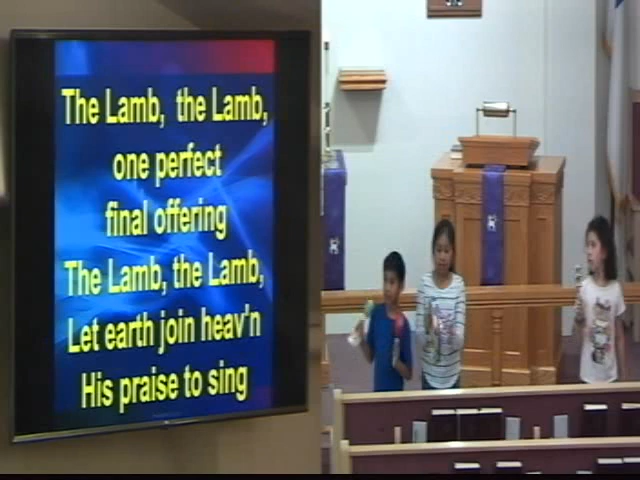 The Lamb, the Lamb,
one perfect
final offering
The Lamb, the Lamb,
Let earth join heav'n
His praise to sing